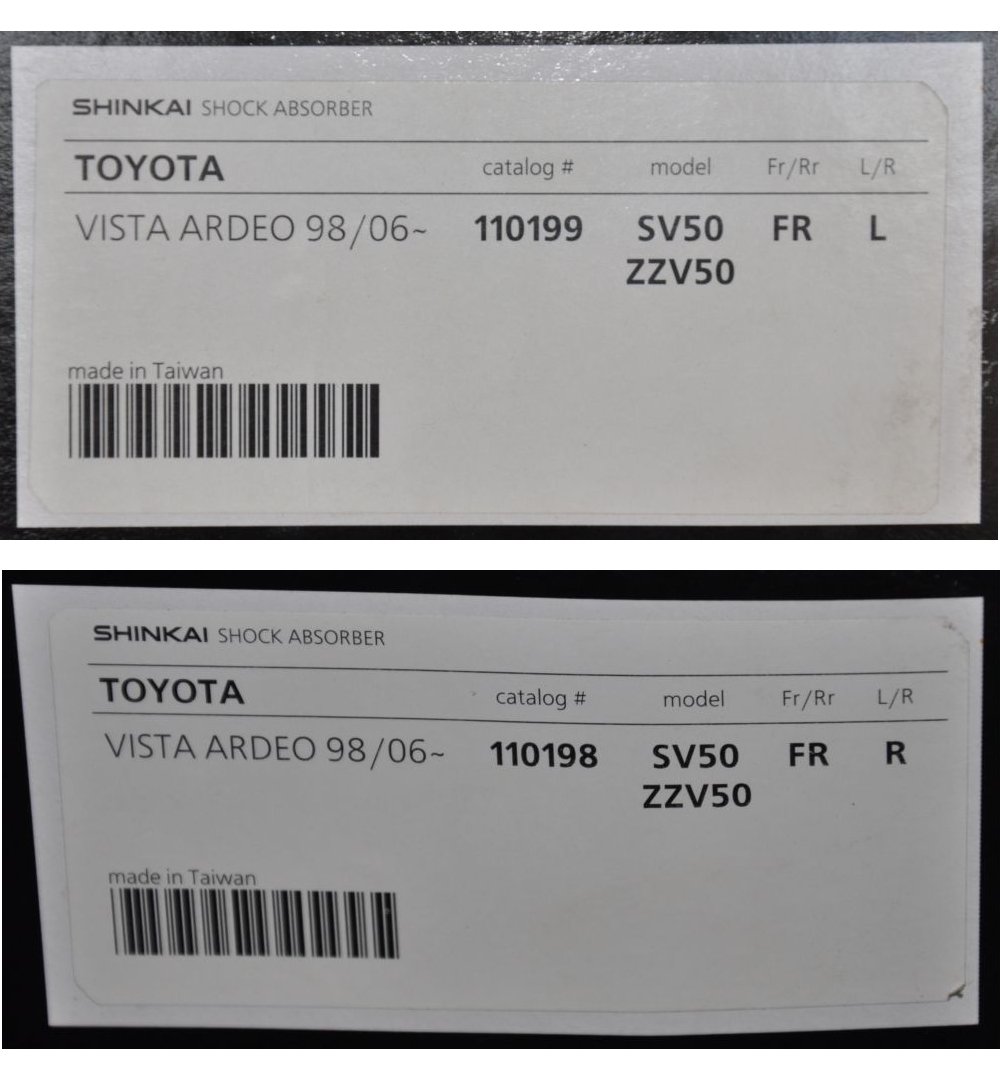 SHINKAI SHOCK ABSORBER
TOYOTA catalog # model Fr/Rr L/R
VISTA ARDEO 98/06~ 110199 SV50 FR L
ZZV50
made in Taiwan
SHINKAI SHOCK ABSORBER
TOYOTA catalog # model Fr/Rr L/R
VISTA ARDEO 98/06~ 110198 SV50 FR R
ZZV50
made in Taiwan